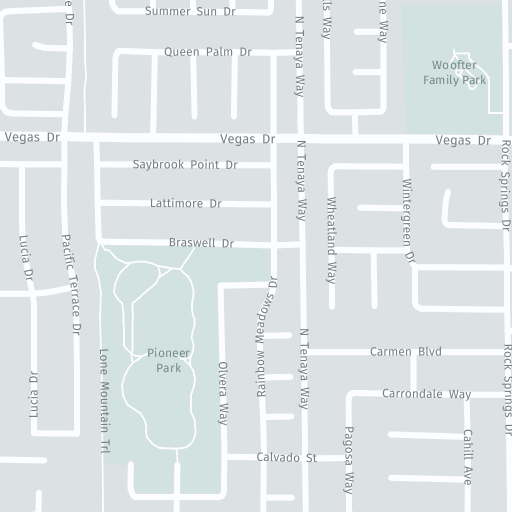 Summer Sun Dr
Queen Palm Dr
N Tenaya Way
Woofter
Family Park
Vegas Dr
Vegas Dr
Vegas Dr
Saybrook Point Dr
N Tenaya Way
Rock Springs Dr
Lattimore Dr
Wheatland Way
Wintergreen Dr
Braswell Dr
Lucia Dr
Pacific Terrace Dr
Rainbow Meadows Dr
N Tenaya Way
Pioneer
Park
Carmen Blvd
Rock Springs Dr
Lone Mountain Trl
Olvera Way
Lucia Dr
Carrondale Way
Calvado St
Pagosa Way
Cahill Ave